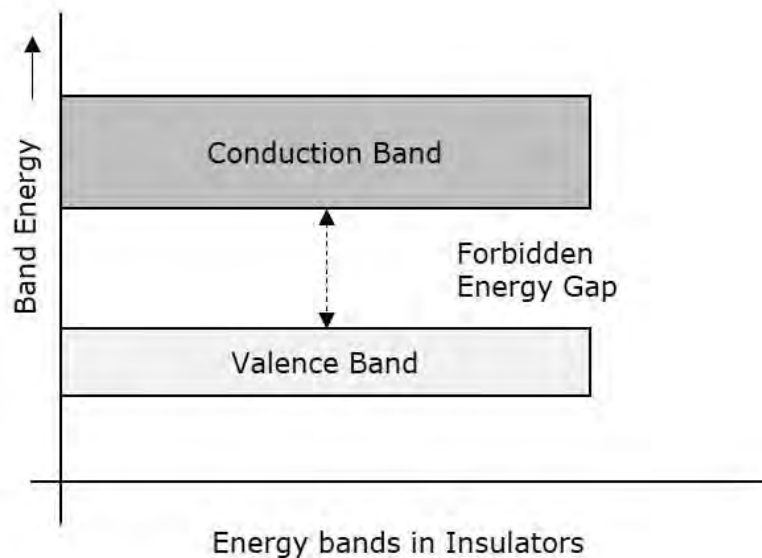 Band Energy
Conduction Band
Forbidden
Energy Gap
Valence Band
Energy bands in Insulators